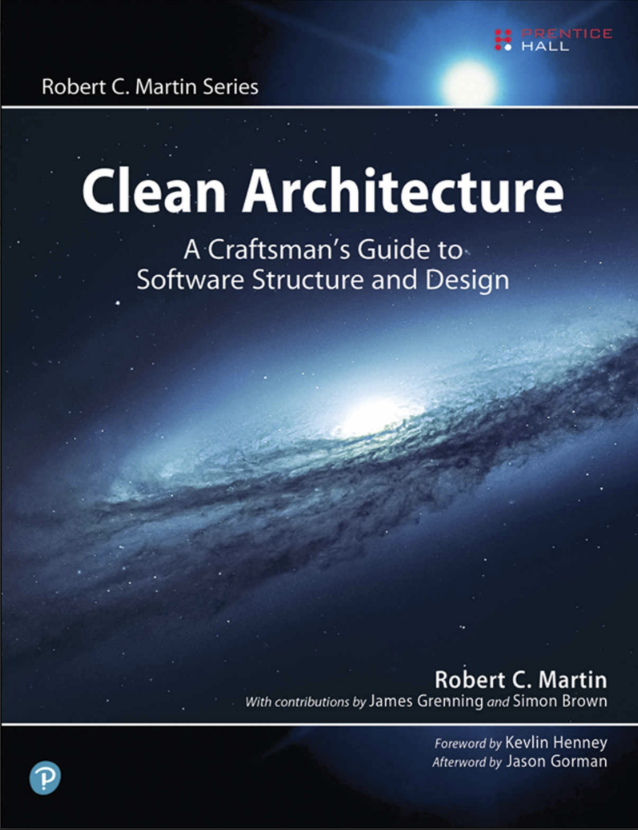 PRENTICE
HALL
Robert C. Martin Series
Clean Architecture
A Craftsman's Guide to
Software Structure and Design
Robert C. Martin
With contributions by James Grenning and Simon Brown
Foreword by Kevlin Henney
Afterword by Jason Gorman
P